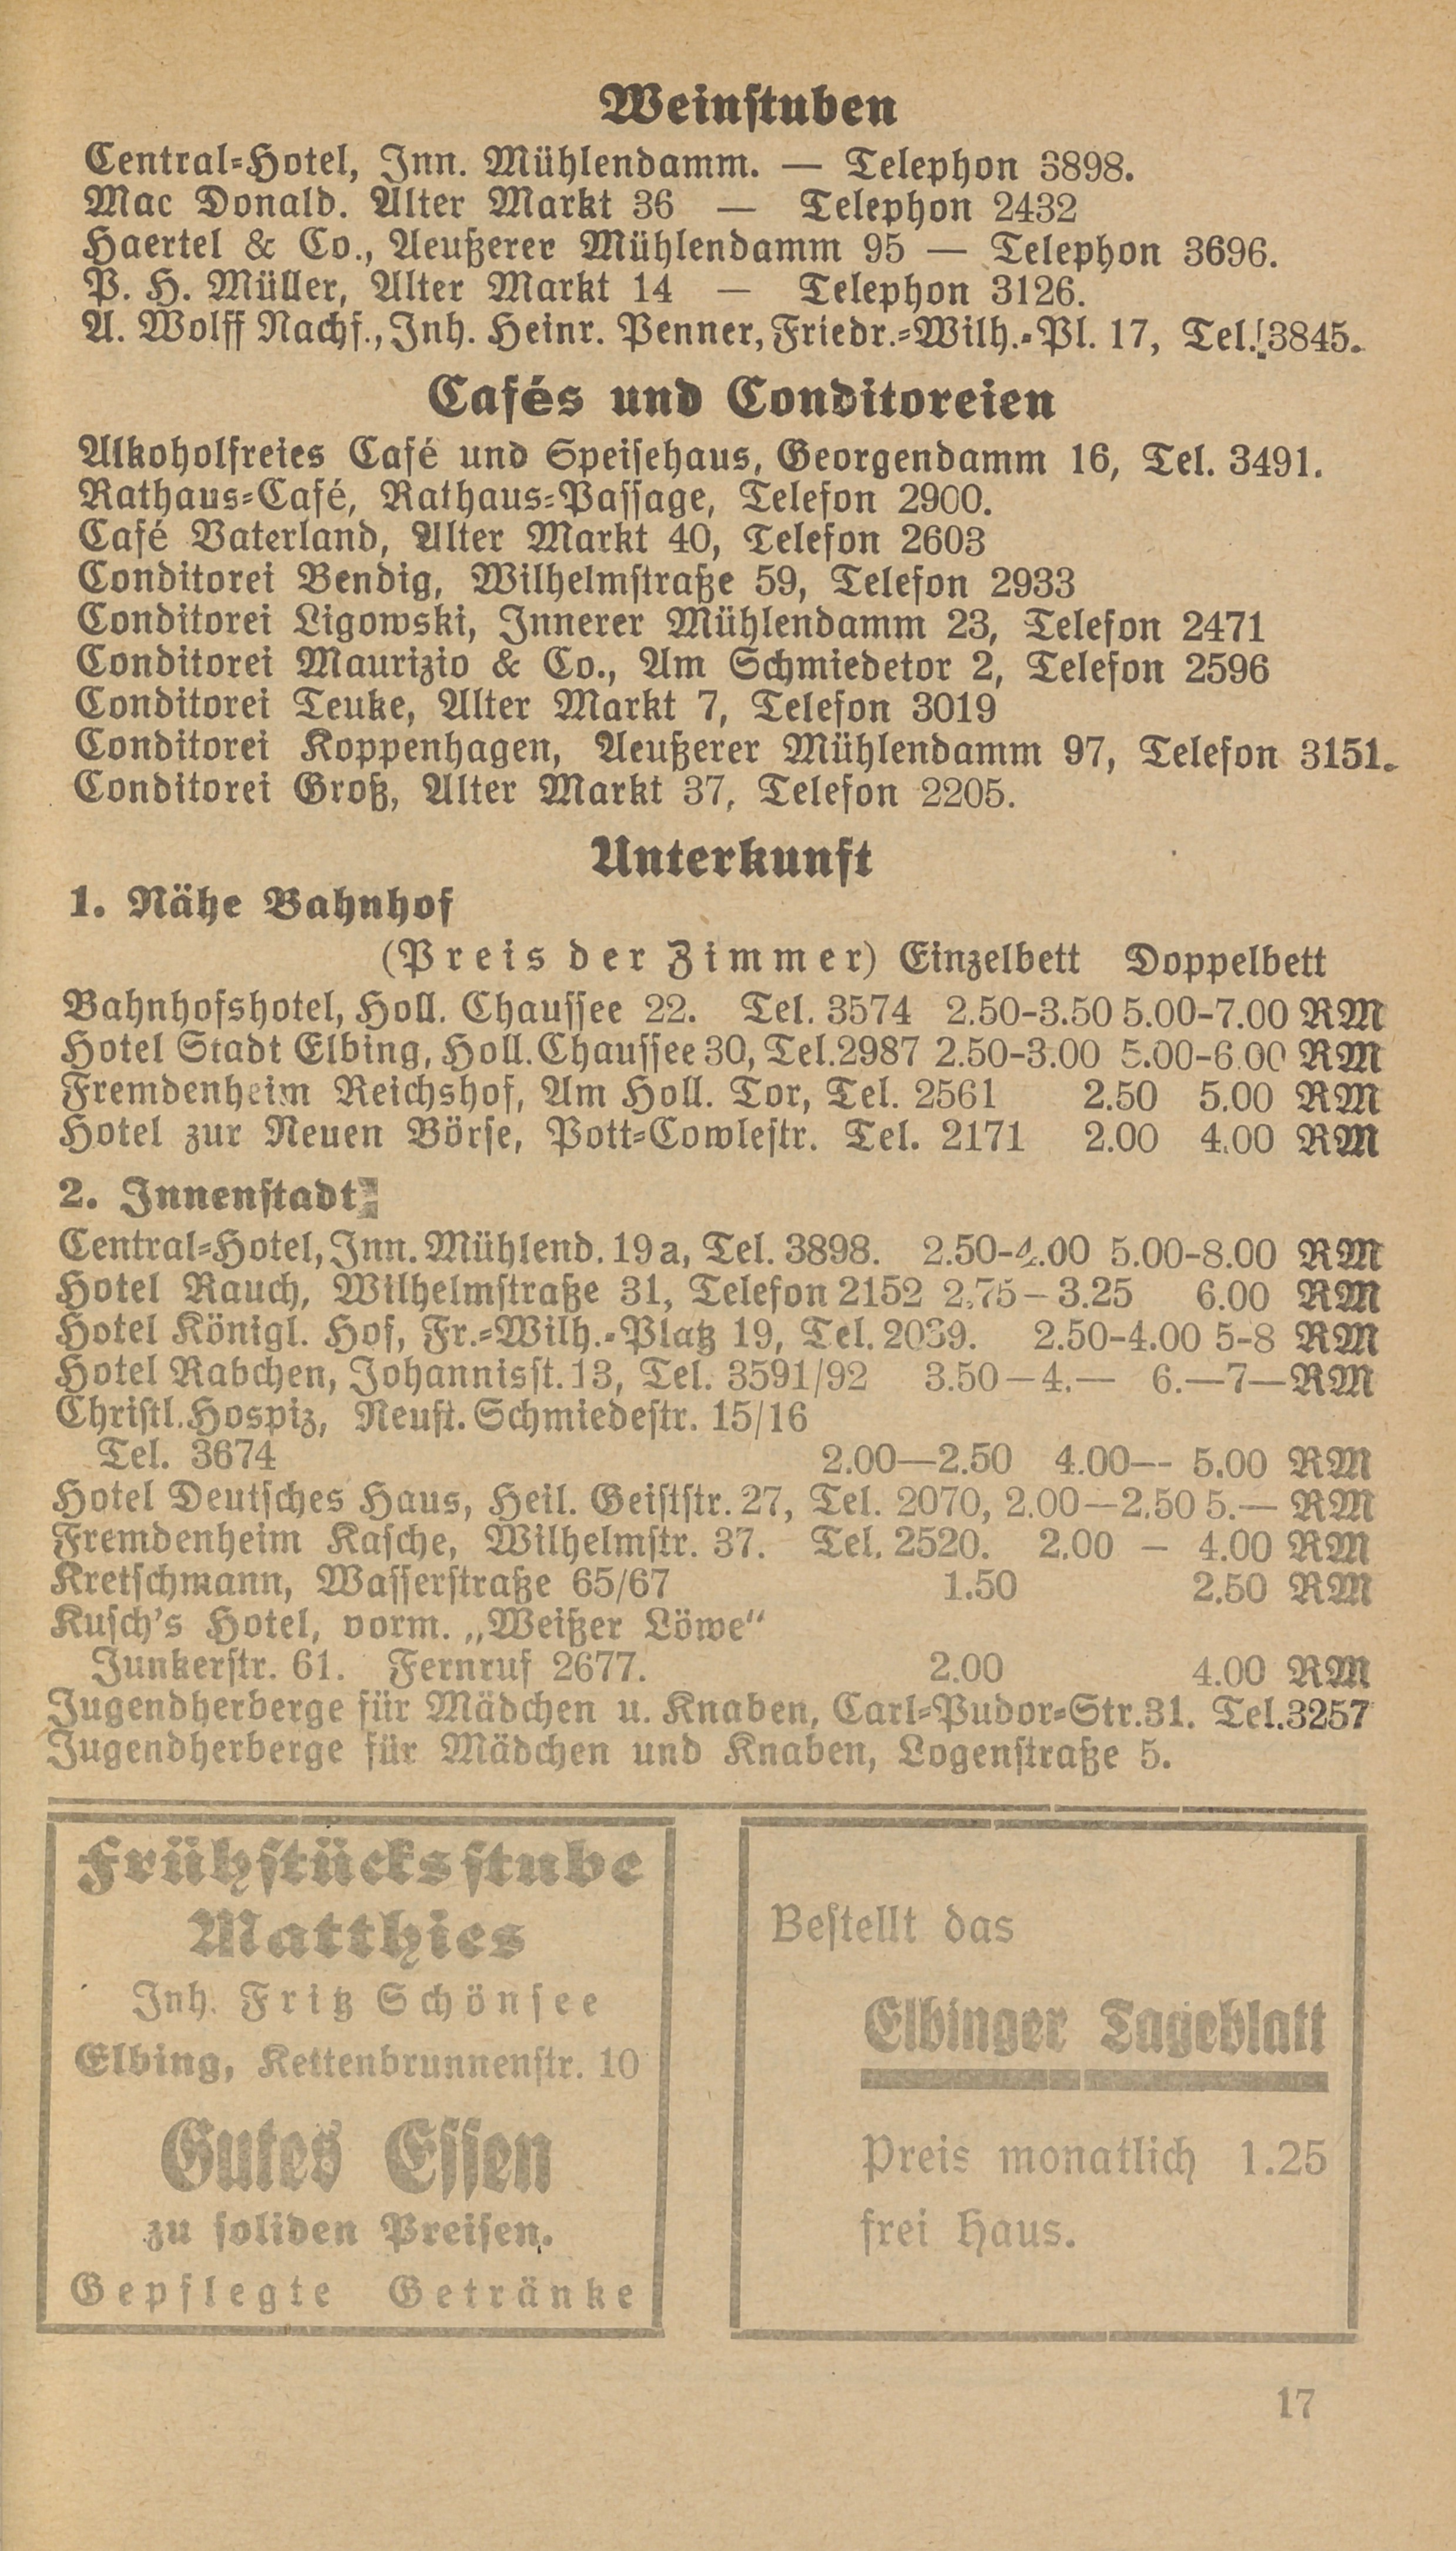 Weinstuben
Central-Hotel, Inn. Mühlendamm. — Telephon 3898.
Mac Donald. Alter Markt 36 — Telephon 2432
Haertel & Co., Aeußerer Mühlendamm 95 — Telephon 3696.
P. H. Müller, Alter Markt 14 — Telephon 3126.
A. Wolff Nachf., Inh. Heinr. Penner, Friedr.-Wilh.-Pl. 17, Tel. 3845.
Cafés und Conditoreien
Alkoholfreies Café und Speisehaus, Georgendamm 16, Tel. 3491.
Rathaus-Café, Rathaus-Passage, Telefon 2900.
Café Vaterland, Alter Markt 40, Telefon 2603
Conditorei Bendig, Wilhelmstraße 59, Telefon 2933
Conditorei Ligowski, Innerer Mühlendamm 23, Telefon 2471
Conditorei Maurizio & Co., Am Schmiedetor 2, Telefon 2596
Conditorei Teuke, Alter Markt 7, Telefon 3019
Conditorei Koppenhagen, Aeußerer Mühlendamm 97, Telefon 3151.
Conditorei Groß, Alter Markt 37, Telefon 2205.
Unterkunft
1. Nähe Bahnhof
(Preis der Zimmer) Einzelbett Doppelbett
Bahnhofshotel, Holl. Chaussee 22. Tel. 3574 2.50-3.50 5.00-7.00 RM
Hotel Stadt Elbing, Holl. Chaussee 30, Tel. 2987 2.50-3.00 5.00-6.00 RM
Fremdenheim Reichshof, Am Holl. Tor, Tel. 2561 2.50 5.00 RM
Hotel zur Neuen Börse, Pott-Cowlestr. Tel. 2171 2.00 4.00 RM
2. Innenstadt
Central-Hotel, Inn. Mühlend. 19a, Tel. 3898. 2.50-4.00 5.00-8.00 RM
Hotel Rauch, Wilhelmstraße 31, Telefon 2152 2.75–3.25 6.00 RM
Hotel Königl. Hof, Fr.-Wilh.-Platz 19, Tel. 2039. 2.50-4.00 5-8 RM
Hotel Rabchen, Johannisst. 13, Tel. 3591/92 3.50—4.— 6.—7—RM
Christl. Hospiz, Neust. Schmiedestr. 15/16
Tel. 3674 2.00—2.50 4.00—- 5.00 RM
Hotel Deutsches Haus, Heil. Geiststr. 27, Tel. 2070, 2.00—2.50 5.— RM
Fremdenheim Kasche, Wilhelmstr. 37. Tel. 2520. 2.00 – 4.00 RM
Kretschmann, Wasserstraße 65/67 1.50 2.50 RM
Kusch's Hotel, vorm. „Weißer Löwe“
Junkerstr. 61. Fernruf 2677. 2.00 4.00 RM
Jugendherberge für Mädchen u. Knaben, Carl-Pudor-Str. 31. Tel. 3257
Jugendherberge für Mädchen und Knaben, Logenstraße 5.
Frühstücksstube
Matthies
Inh. Fritz Schönsee
Elbing, Kettenbrunnenstr. 10
Gutes Essen
zu soliden Preisen.
Gepflegte Getränke
Bestellt das
Elbinger Tageblatt
Preis monatlich 1.25
frei Haus.
17